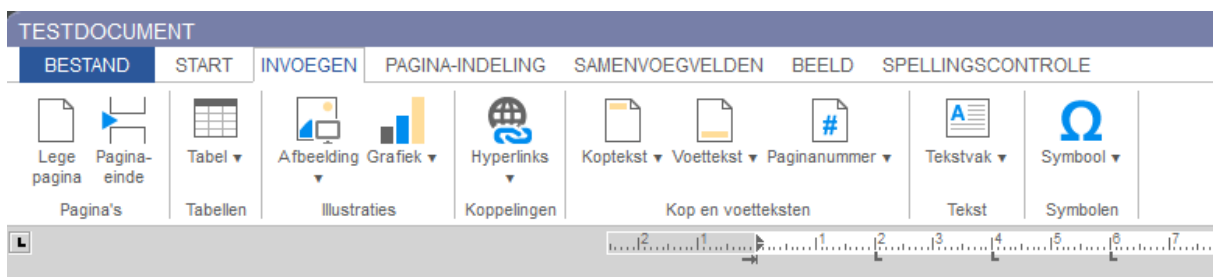 TESTDOCUMENT
BESTAND START INVOEGEN PAGINA-INDELING SAMENVOEGVELDEN BEELD SPELLINGSCONTROLE
Lege Pagina- Tabel Afbeelding Grafiek Hyperlinks Koptekst Voettekst Paginanummer Tekstvak Symbool
pagina einde
Pagina's Tabellen Illustraties Koppelingen Kop en voetteksten Tekst Symbolen
2 1 1 2 3 4 5 6 7